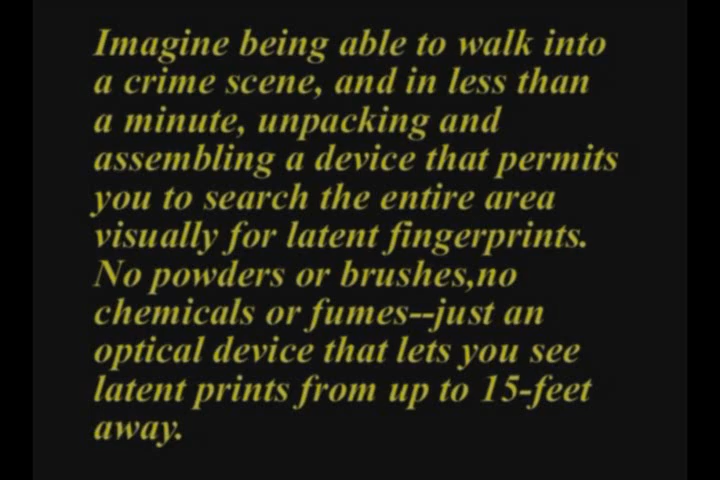 Imagine being able to walk into
a crime scene, and in less than
a minute, unpacking and
assembling a device that permits
you to search the entire area
visually for latent fingerprints.
No powders or brushes,no
chemicals or fumes--just an
optical device that lets you see
latent prints from up to 15-feet
away.